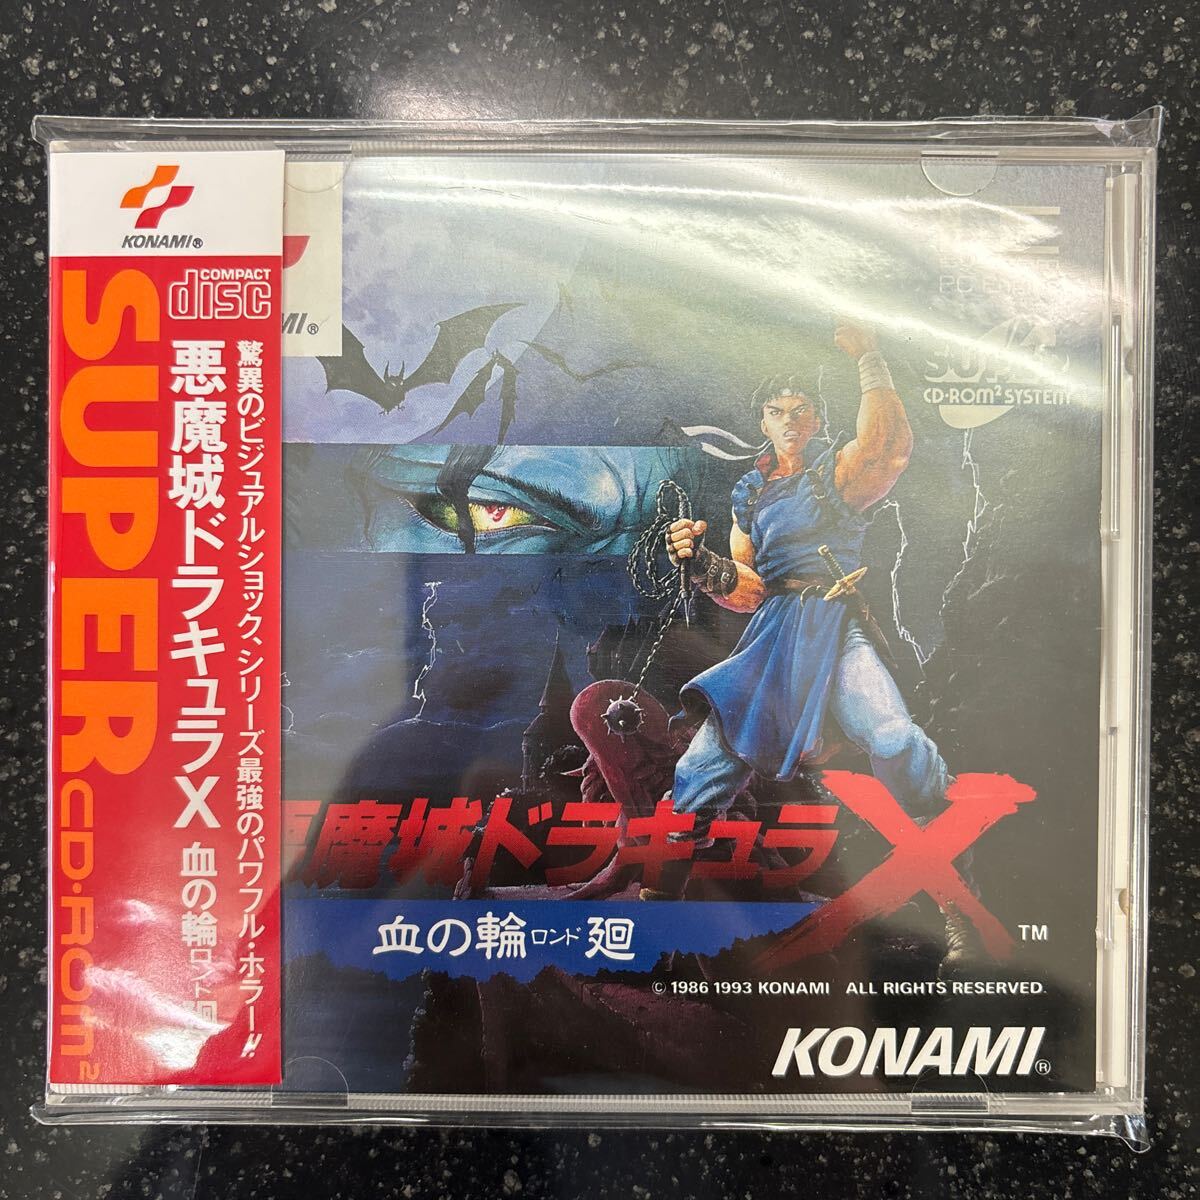 KONAMI®
COMPACT
disc
SUPER CD-ROM²
驚異のビジュアルショック、シリーズ最強のパワフル・ホラー!!
悪魔城ドラキュラX 血の輪ロンド廻
MI®
SUPER
CD-ROM² SYSTEM
悪魔城ドラキュラX
TM
血の輪ロンド廻
© 1986 1993 KONAMI ALL RIGHTS RESERVED.
KONAMI®